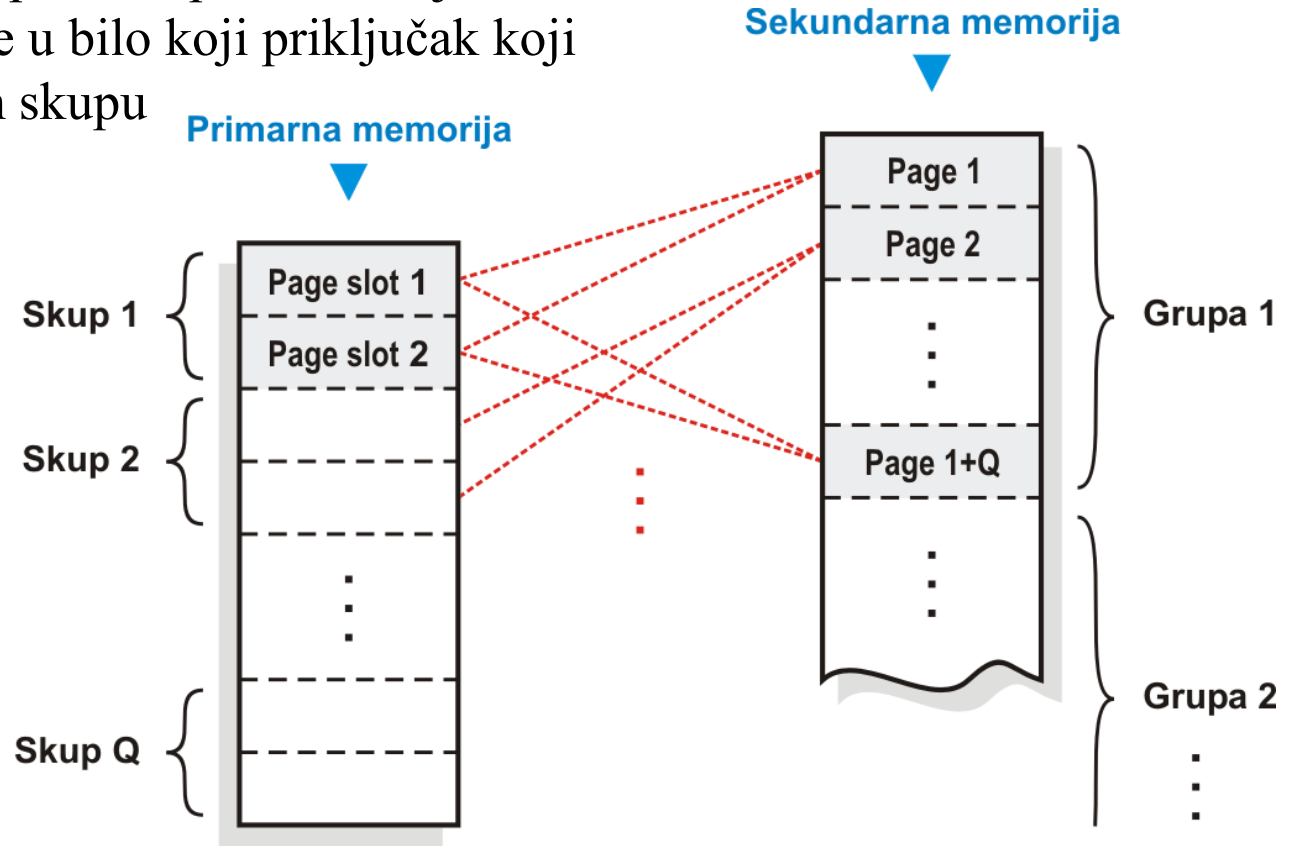 e u bilo koji priključak koji
skupu
Sekundarna memorija
Primarna memorija
Page 1
Page 2
Page 1+Q
Grupa 1
Grupa 2
Page slot 1
Page slot 2
Skup 1
Skup 2
Skup Q